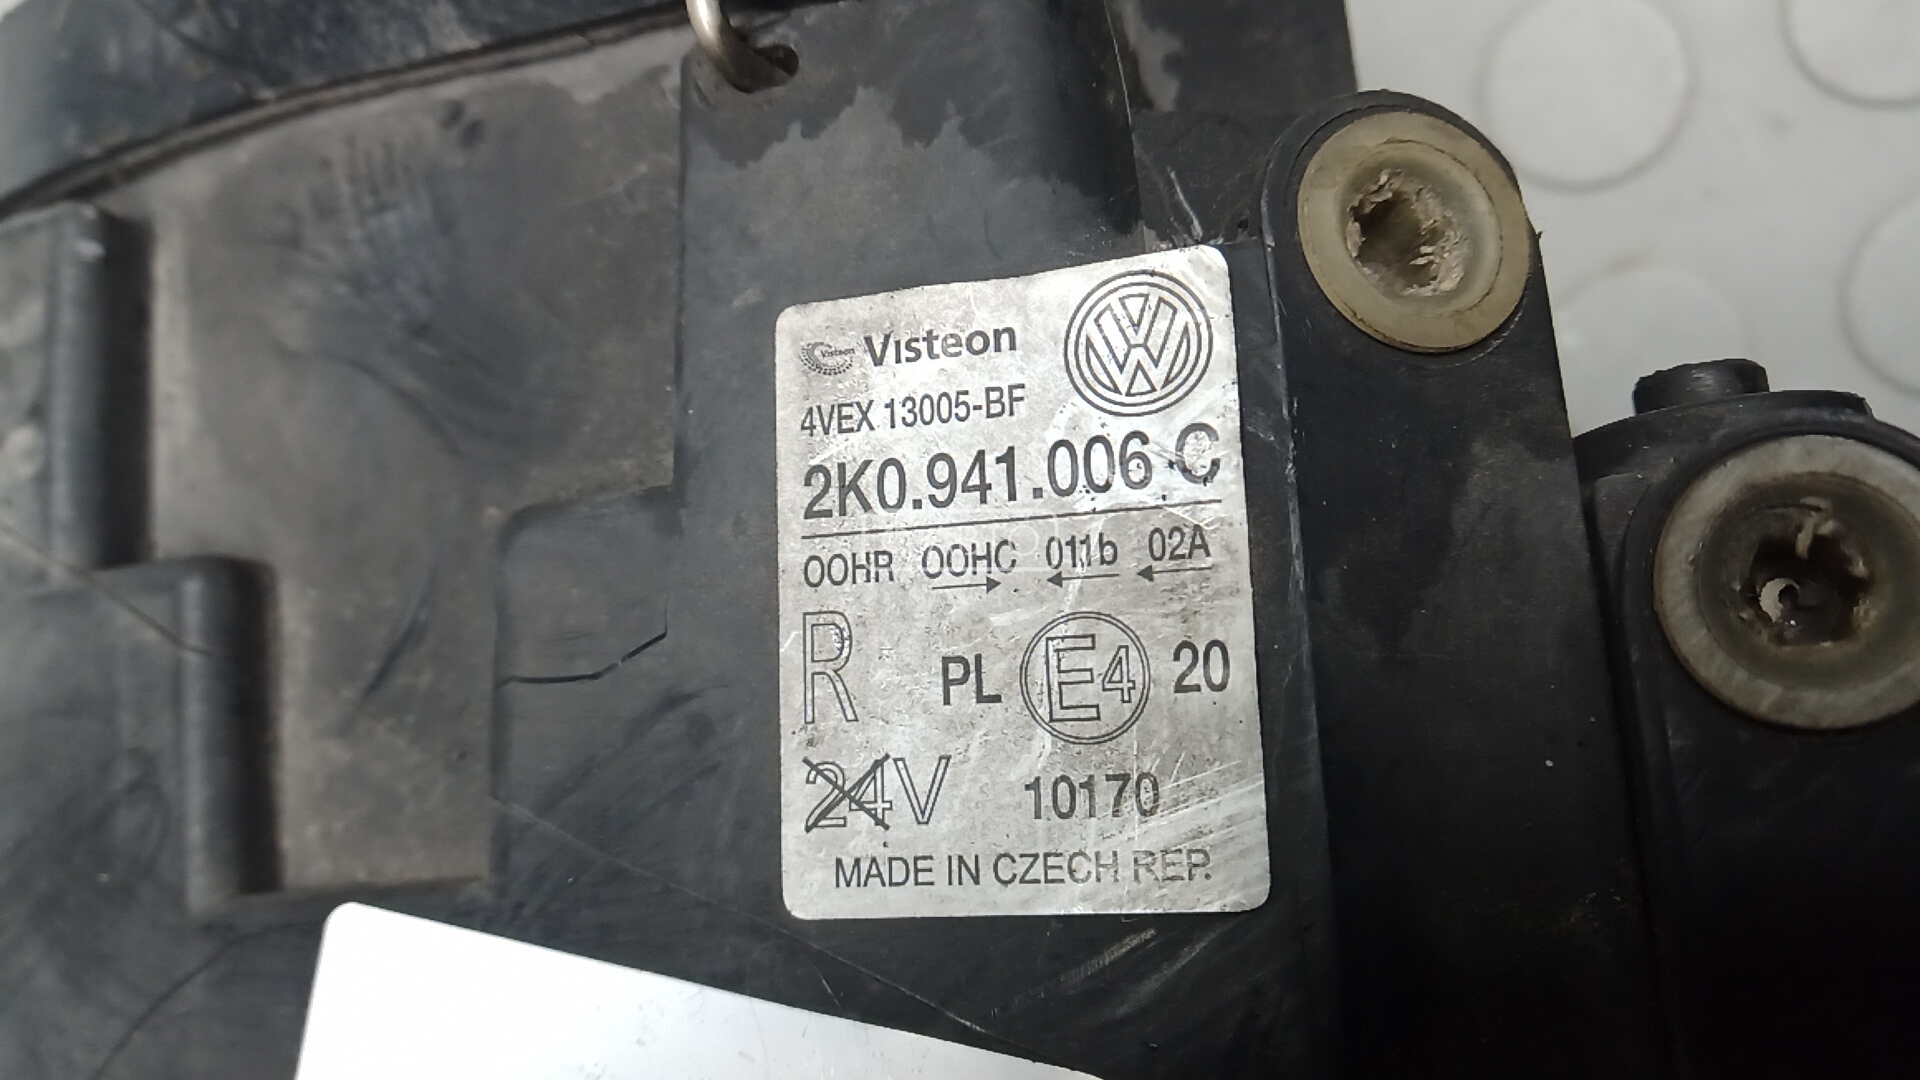 Visteon
4VEX 13005-BF
2K0.941.006 C
OOHR OOHC 011b 02A
R PL E4 20
24V 10170
MADE IN CZECH REP.